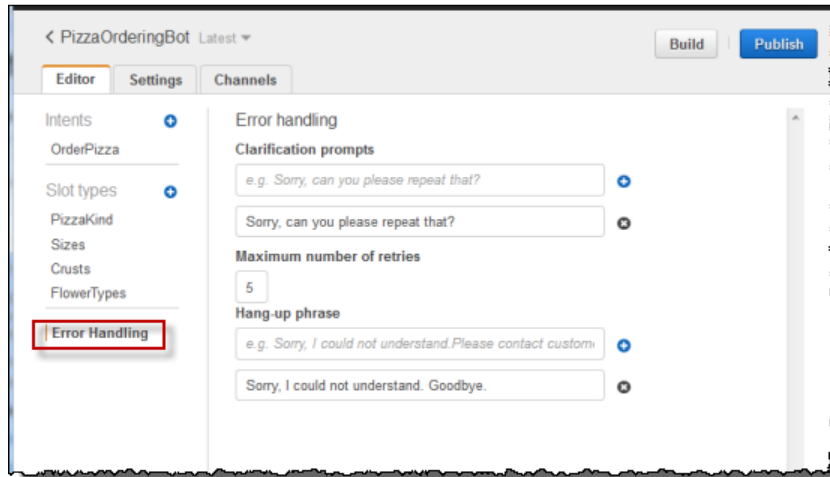 PizzaOrderingBot Latest
Build Publish
Editor Settings Channels
Intents
OrderPizza
Slot types
PizzaKind
Sizes
Crusts
FlowerTypes
Error Handling
Error handling
Clarification prompts
e.g. Sorry, can you please repeat that?
Sorry, can you please repeat that?
Maximum number of retries
5
Hang-up phrase
e.g. Sorry, I could not understand.Please contact custom
Sorry, I could not understand. Goodbye.